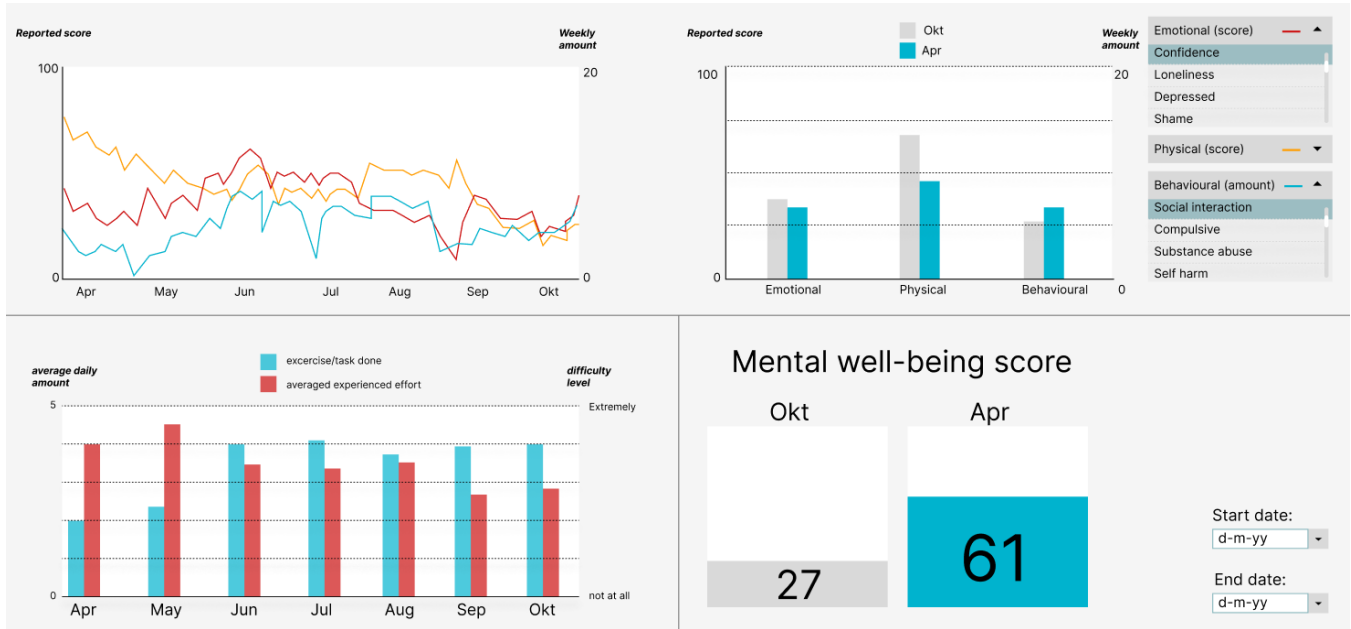 Reported score
Weekly
amount
100
20
0
0
Apr May Jun Jul Aug Sep Okt
Reported score
Okt
Apr
Weekly
amount
100
20
0
0
Emotional Physical Behavioural
Emotional (score)
Confidence
Loneliness
Depressed
Shame
Physical (score)
Behavioural (amount)
Social interaction
Compulsive
Substance abuse
Self harm
average daily
amount
excercise/task done
averaged experienced effort
difficulty
level
5
Extremely
0
not at all
Apr May Jun Jul Aug Sep Okt
Mental well-being score
Okt
Apr
27
61
Start date:
d-m-yy
End date:
d-m-yy